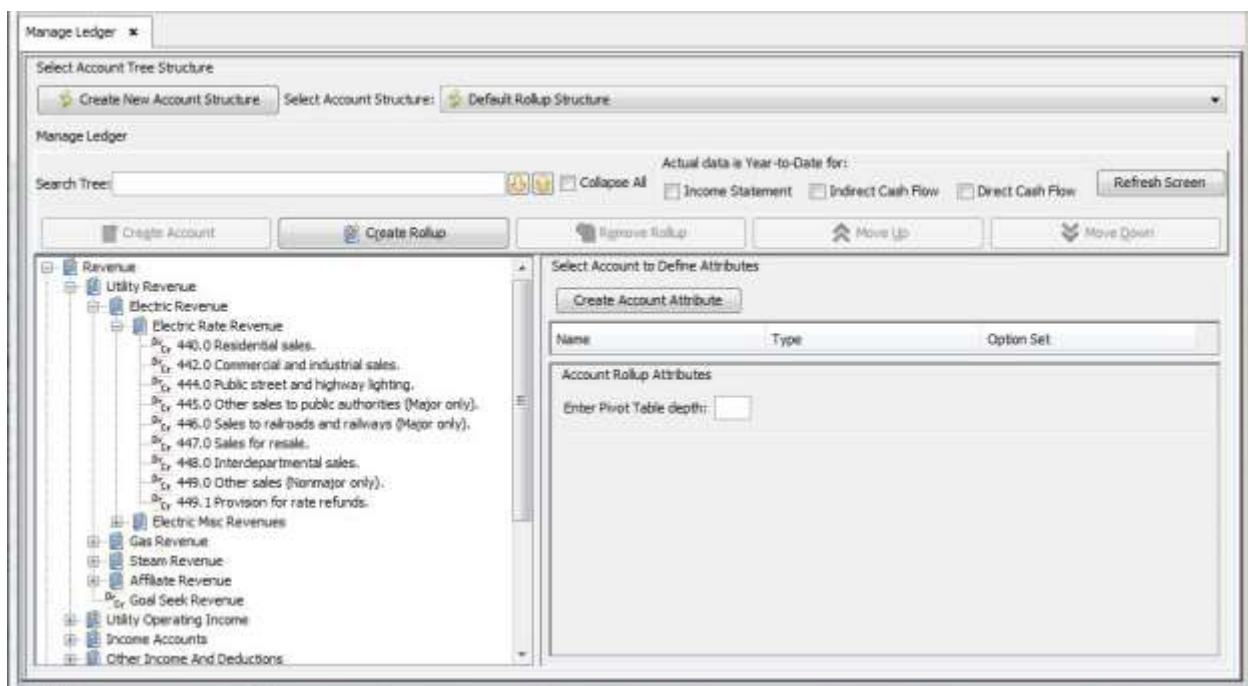 Manage Ledger
Select Account Tree Structure
Create New Account Structure Select Account Structure: Default Rollup Structure
Manage Ledger
Actual data is Year-to-Date for:
Search Tree: Collapse All Income Statement Indirect Cash Flow Direct Cash Flow Refresh Screen
Create Account Create Rollup Remove Rollup Move Up Move Down
Revenue
Utility Revenue
Electric Revenue
Electric Rate Revenue
440.0 Residential sales.
442.0 Commercial and industrial sales.
444.0 Public street and highway lighting.
445.0 Other sales to public authorities (Major only).
446.0 Sales to railroads and railways (Major only).
447.0 Sales for resale.
448.0 Interdepartmental sales.
449.0 Other sales (Nonmajor only).
449.1 Provision for rate refunds.
Electric Misc Revenues
Gas Revenue
Steam Revenue
Affiliate Revenue
Goal Seek Revenue
Utility Operating Income
Income Accounts
Other Income And Deductions
Select Account to Define Attributes
Create Account Attribute
Name Type Option Set
Account Rollup Attributes
Enter Pivot Table depth: